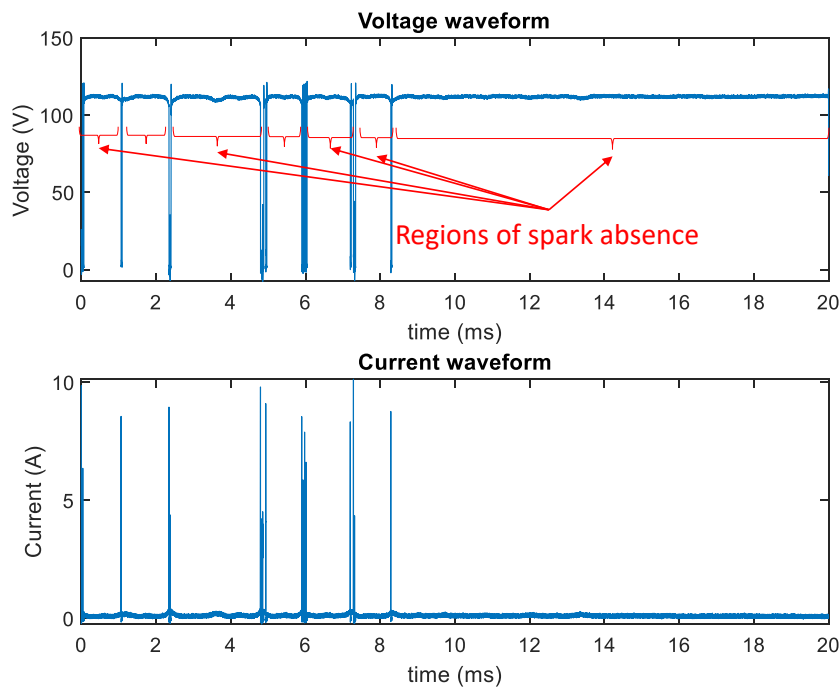 Voltage waveform
150
100
50
0
Voltage (V)
Regions of spark absence
0 2 4 6 8 10 12 14 16 18 20
time (ms)
Current waveform
10
5
0
Current (A)
0 2 4 6 8 10 12 14 16 18 20
time (ms)